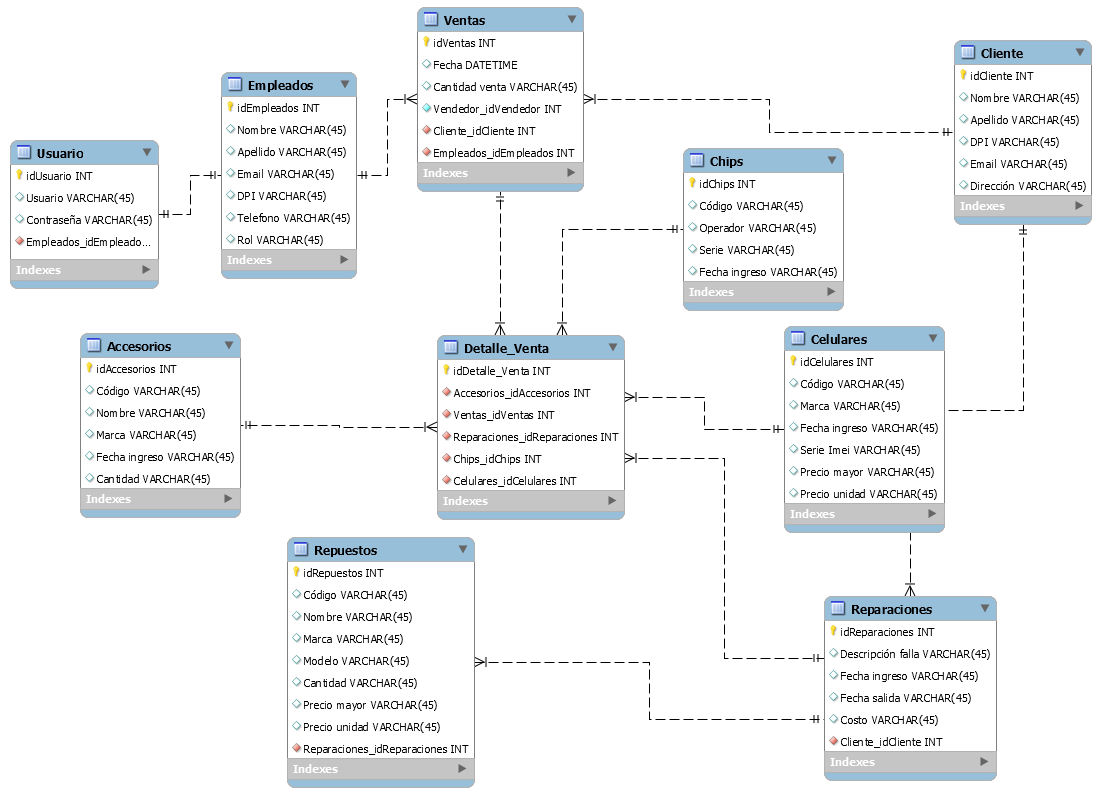 Ventas
idVentas INT
Fecha DATETIME
Cantidad venta VARCHAR(45)
Vendedor_idVendedor INT
Cliente_idCliente INT
Empleados_idEmpleados INT
Indexes
Cliente
idCliente INT
Nombre VARCHAR(45)
Apellido VARCHAR(45)
DPI VARCHAR(45)
Email VARCHAR(45)
Dirección VARCHAR(45)
Indexes
Empleados
idEmpleados INT
Nombre VARCHAR(45)
Apellido VARCHAR(45)
Email VARCHAR(45)
DPI VARCHAR(45)
Telefono VARCHAR(45)
Rol VARCHAR(45)
Indexes
Usuario
idUsuario INT
Usuario VARCHAR(45)
Contraseña VARCHAR(45)
Empleados_idEmpleado...
Indexes
Chips
idChips INT
Código VARCHAR(45)
Operador VARCHAR(45)
Serie VARCHAR(45)
Fecha ingreso VARCHAR(45)
Indexes
Accesorios
idAccesorios INT
Código VARCHAR(45)
Nombre VARCHAR(45)
Marca VARCHAR(45)
Fecha ingreso VARCHAR(45)
Cantidad VARCHAR(45)
Indexes
Detalle_Venta
idDetalle_Venta INT
Accesorios_idAccesorios INT
Ventas_idVentas INT
Reparaciones_idReparaciones INT
Chips_idChips INT
Celulares_idCelulares INT
Indexes
Celulares
idCelulares INT
Código VARCHAR(45)
Marca VARCHAR(45)
Fecha ingreso VARCHAR(45)
Serie Imei VARCHAR(45)
Precio mayor VARCHAR(45)
Precio unidad VARCHAR(45)
Indexes
Repuestos
idRepuestos INT
Código VARCHAR(45)
Nombre VARCHAR(45)
Marca VARCHAR(45)
Modelo VARCHAR(45)
Cantidad VARCHAR(45)
Precio mayor VARCHAR(45)
Precio unidad VARCHAR(45)
Reparaciones_idReparaciones INT
Indexes
Reparaciones
idReparaciones INT
Descripción falla VARCHAR(45)
Fecha ingreso VARCHAR(45)
Fecha salida VARCHAR(45)
Costo VARCHAR(45)
Cliente_idCliente INT
Indexes